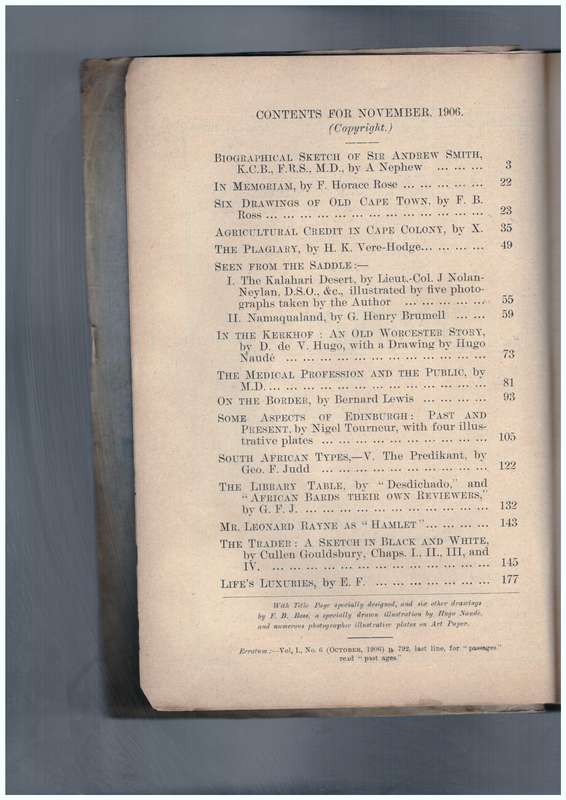 CONTENTS FOR NOVEMBER, 1906.
(Copyright.)
BIOGRAPHICAL SKETCH OF SIR ANDREW SMITH,
K.C.B., F.R.S., M.D., by A Nephew ... ... ... 3
IN MEMORIAM, by F. Horace Rose ... ... ... ... ... 22
SIX DRAWINGS OF OLD CAPE TOWN, by F. B.
Ross ... ... ... ... ... ... ... ... ... ... ... ... ... 23
AGRICULTURAL CREDIT IN CAPE COLONY, by X. 35
THE PLAGIARY, by H. K. Vere-Hodge... ... ... ... 49
SEEN FROM THE SADDLE:—
I. The Kalahari Desert, by Lieut.-Col. J Nolan-
Neylan, D.S.O., &c., illustrated by five photo-
graphs taken by the Author ... ... ... ... 55
II. Namaqualand, by G. Henry Brumell ... ... 59
IN THE KERKHOF : AN OLD WORCESTER STORY,
by D. de V. Hugo, with a Drawing by Hugo
Naudé ... ... ... ... ... ... ... ... ... ... ... 73
THE MEDICAL PROFESSION AND THE PUBLIC, by
M.D. ... ... ... ... ... ... ... ... ... ... ... ... 81
ON THE BORDER, by Bernard Lewis ... ... ... ... 93
SOME ASPECTS OF EDINBURGH: PAST AND
PRESENT, by Nigel Tourneur, with four illus-
trative plates ... ... ... ... ... ... ... ... ... 105
SOUTH AFRICAN TYPES,—V. The Predikant, by
Geo. F. Judd ... ... ... ... ... ... ... ... ... 122
THE LIBRARY TABLE, by "Desdichado," and
"AFRICAN BARDS THEIR OWN REVIEWERS,"
by G. F. J. ... ... ... ... ... ... ... ... ... ... 132
MR. LEONARD RAYNE AS "HAMLET"... ... ... ... 143
THE TRADER : A SKETCH IN BLACK AND WHITE,
by Cullen Gouldsbury, Chaps. I., II., III, and
IV. ... ... ... ... ... ... ... ... ... ... ... ... 145
LIFE'S LUXURIES, by E. F. ... ... ... ... ... ... 177
With Title Page specially designed, and six other drawings
by F. B. Ross, a specially drawn illustration by Hugo Naudé,
and numerous photographic illustrative plates on Art Paper.
Erratum:—Vol. I., No. 6 (OCTOBER, 1906) p. 792, last line, for "passages"
read "past ages."